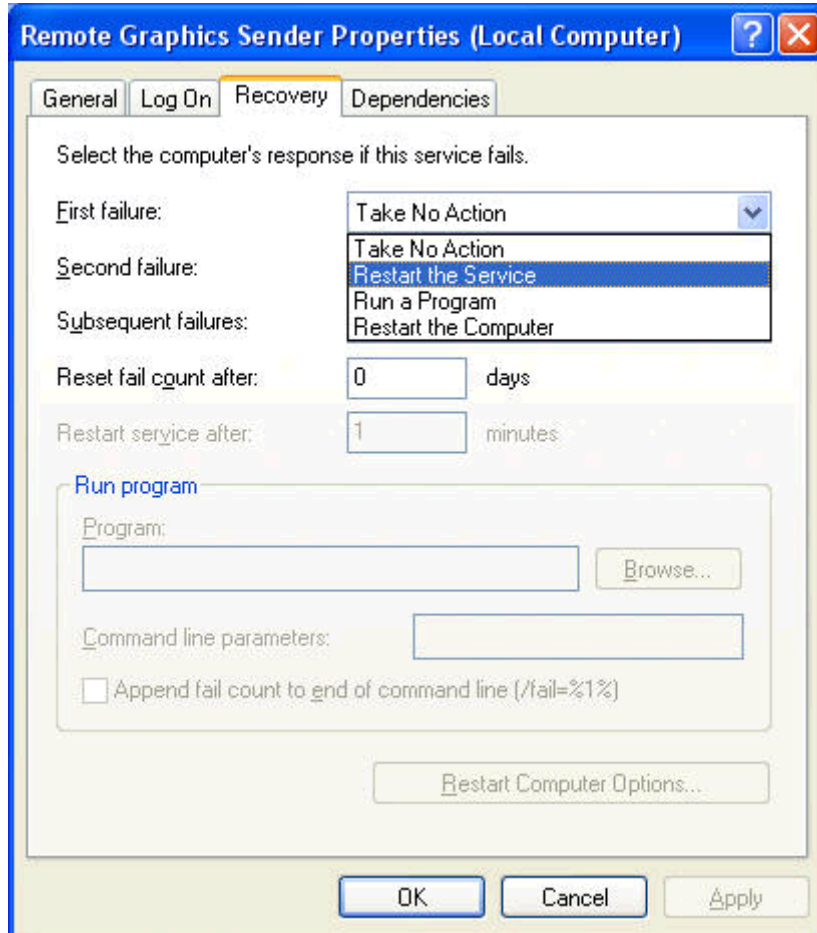 Remote Graphics Sender Properties (Local Computer)
General Log On Recovery Dependencies
Select the computer's response if this service fails.
First failure: Take No Action
Take No Action
Second failure: Restart the Service
Run a Program
Subsequent failures: Restart the Computer
Reset fail count after: 0 days
Restart service after: 1 minutes
Run program
Program:
Browse...
Command line parameters:
Append fail count to end of command line (/fail=%1%)
Restart Computer Options...
OK Cancel Apply